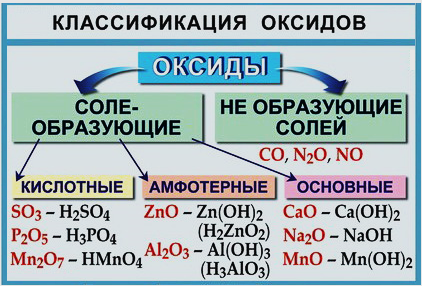 КЛАССИФИКАЦИЯ ОКСИДОВ
ОКСИДЫ
СОЛЕ-
ОБРАЗУЮЩИЕ
НЕ ОБРАЗУЮЩИЕ
СОЛЕЙ
CO, N₂O, NO
КИСЛОТНЫЕ
SO₃ – H₂SO₄
P₂O₅ – H₃PO₄
Mn₂O₇ – HMnO₄
АМФОТЕРНЫЕ
ZnO – Zn(OH)₂
(H₂ZnO₂)
Al₂O₃ – Al(OH)₃
(H₃AlO₃)
ОСНОВНЫЕ
CaO – Ca(OH)₂
Na₂O – NaOH
MnO – Mn(OH)₂